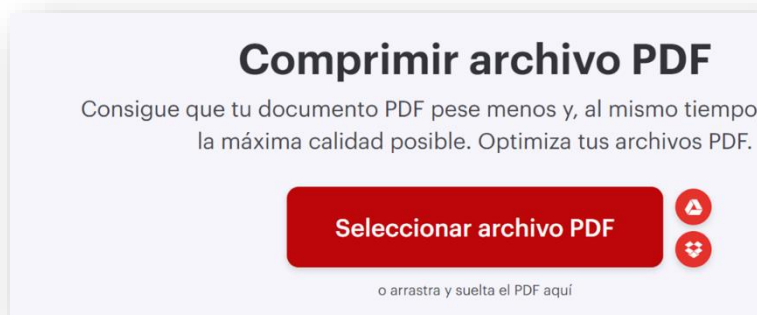 Comprimir archivo PDF
Consigue que tu documento PDF pese menos y, al mismo tiempo
la máxima calidad posible. Optimiza tus archivos PDF.
Seleccionar archivo PDF
o arrastra y suelta el PDF aquí